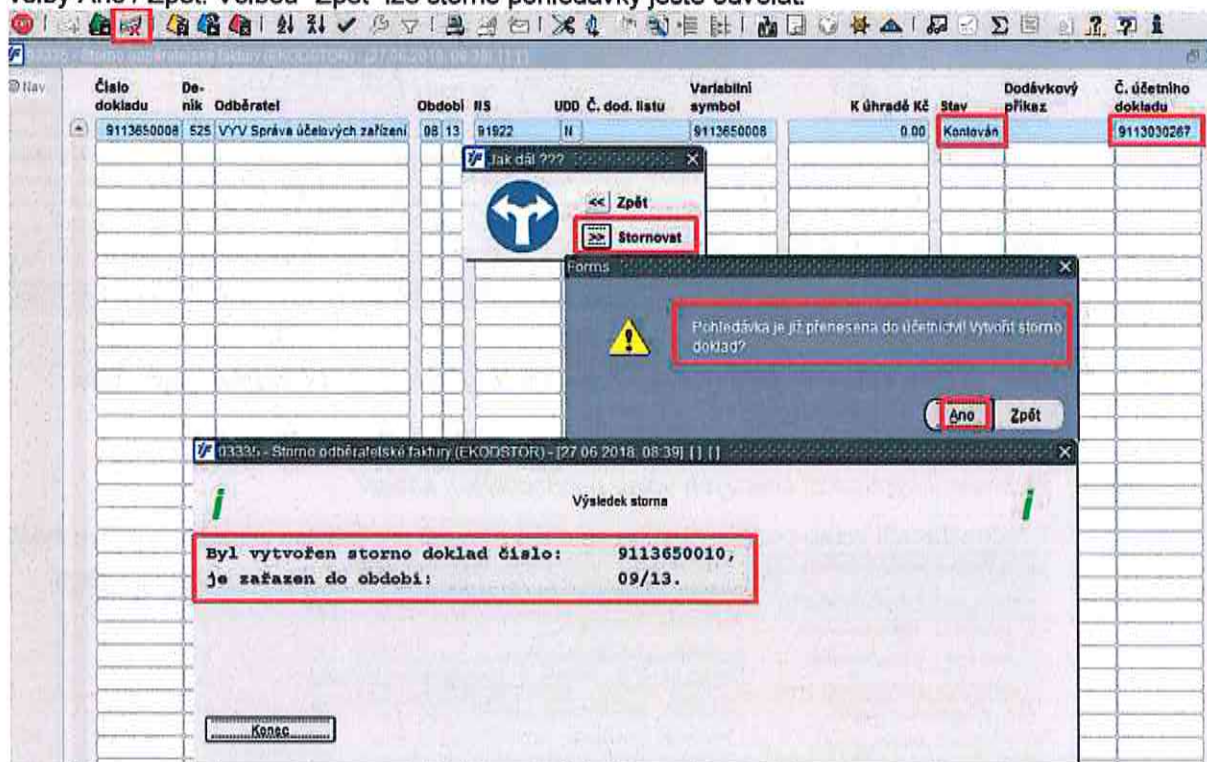 volby Ano / Zpět. Volbou "Zpět" lze storno pohledávky ještě odvolat.
03335 - Storno odběratelské faktury (EKODSTOR) - [27.06.2018 08:39] [ ] [ ]
Nav
Číslo dokladu De-nik Odběratel Období NS UDD Č. dod. listu Variabilní symbol K úhradě Kč Stav Dodávkový příkaz Č. účetního dokladu
9113650008 525 VYV Správa účelových zařízení 08 13 91922 N 9113650008 0.00 Kontován 9113030267
Jak dál ???
<< Zpět
>> Stornovat
Forms
Pohledávka je již přenesena do účetnictví! Vytvořit storno
doklad?
Ano Zpět
03335 - Storno odběratelské faktury (EKODSTOR) - [27.06.2018 08:39] [ ] [ ]
Výsledek storna
Byl vytvořen storno doklad číslo: 9113650010,
je zařazen do období: 09/13.
Konec